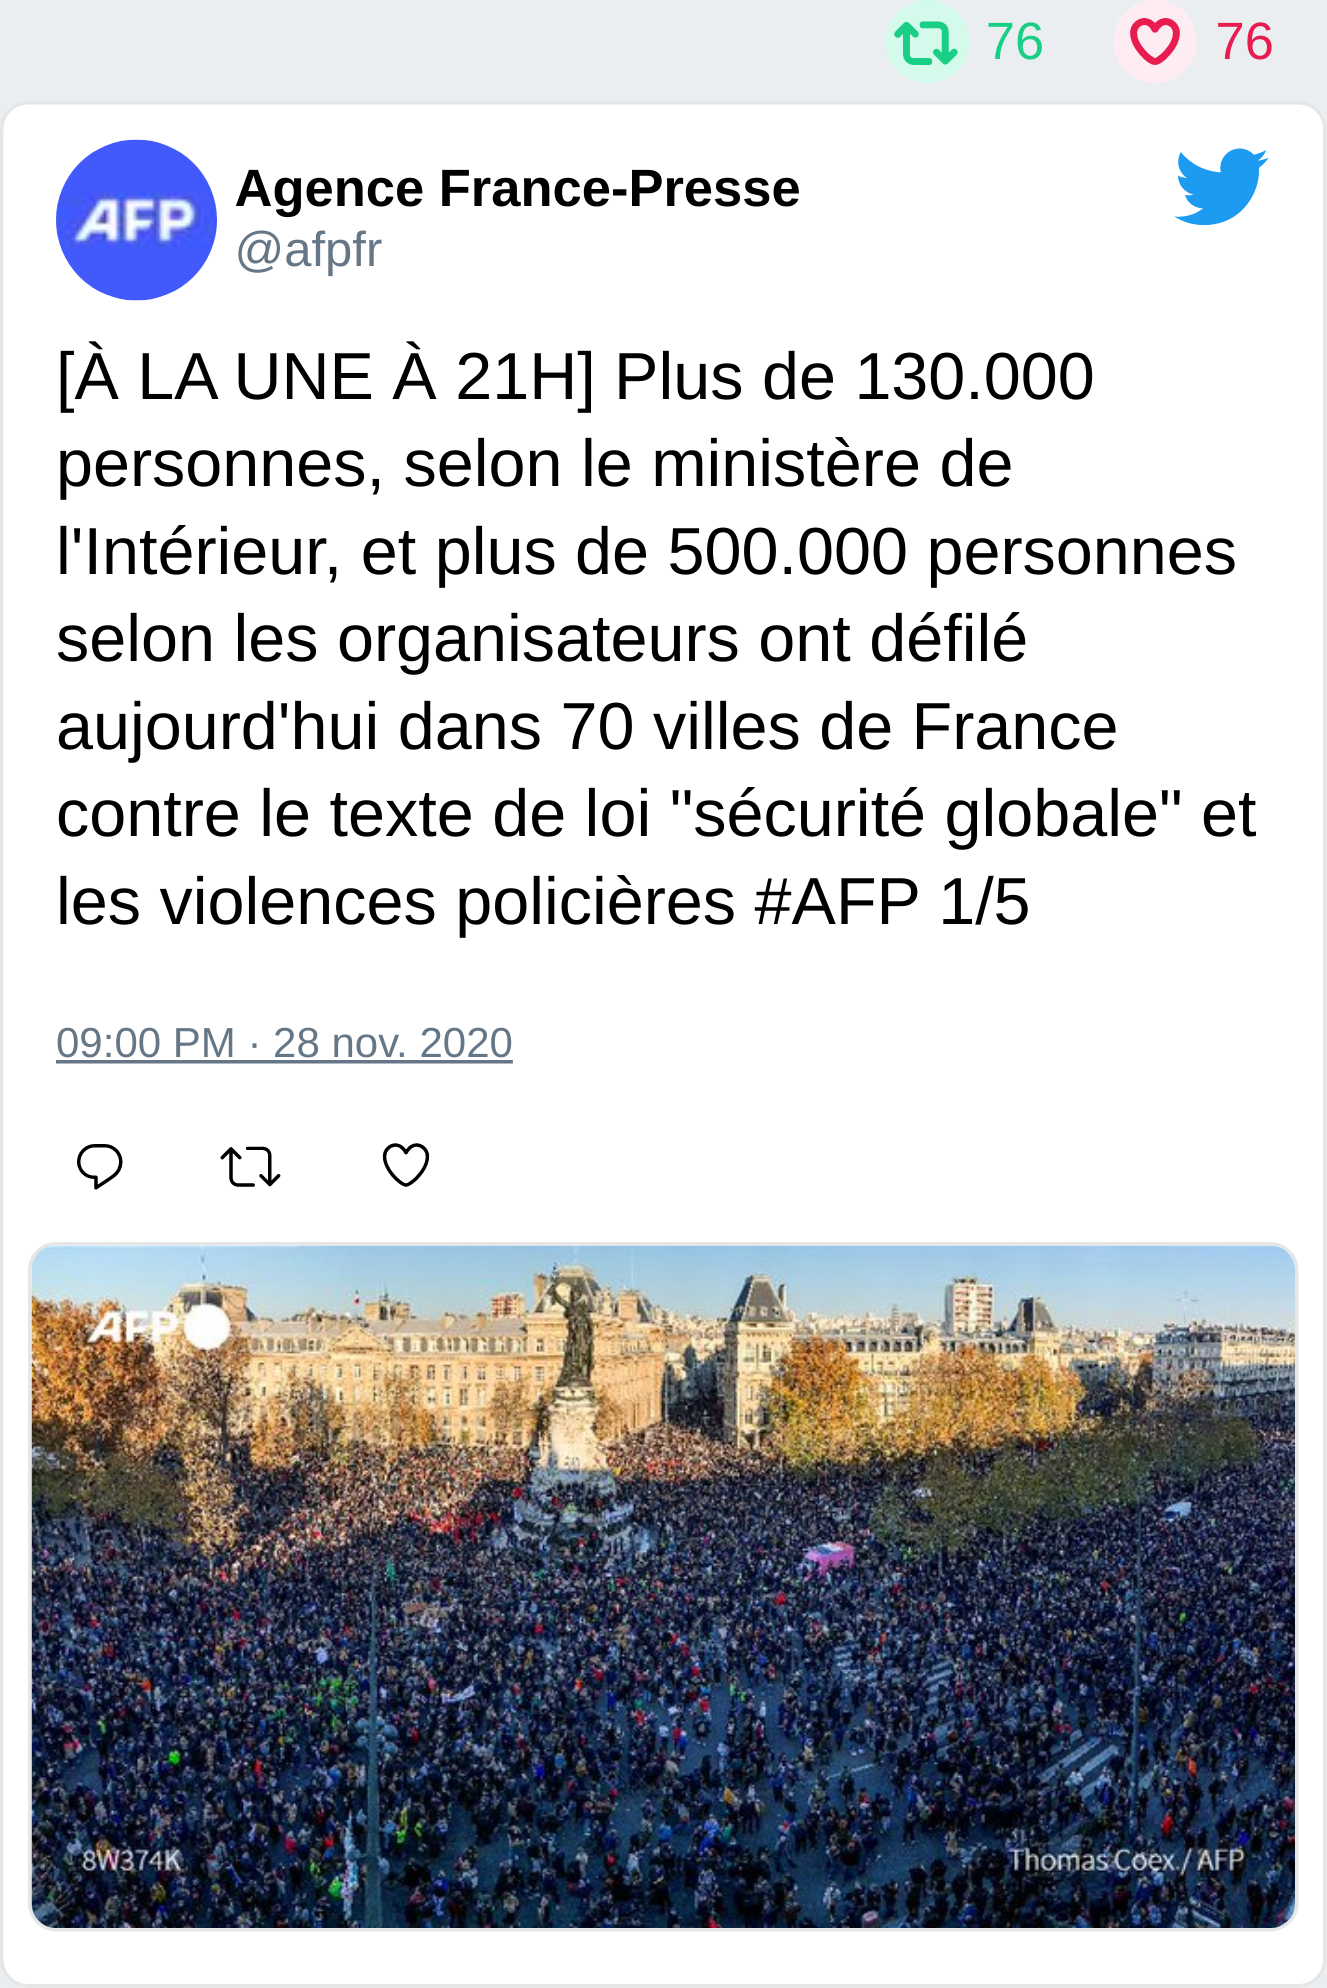 76 76
AFP
Agence France-Presse
@afpfr
[À LA UNE À 21H] Plus de 130.000
personnes, selon le ministère de
l'Intérieur, et plus de 500.000 personnes
selon les organisateurs ont défilé
aujourd'hui dans 70 villes de France
contre le texte de loi "sécurité globale" et
les violences policières #AFP 1/5
09:00 PM · 28 nov. 2020
AFP
8W374K
Thomas Coex / AFP